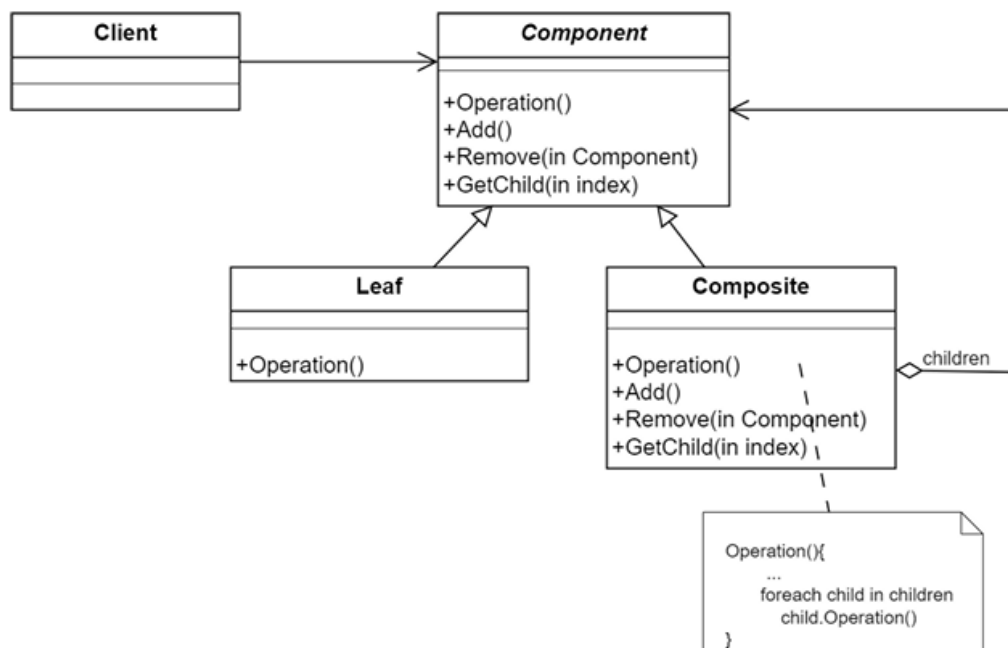 Client
Component
+Operation()
+Add()
+Remove(in Component)
+GetChild(in index)
Leaf
+Operation()
Composite
+Operation()
+Add()
+Remove(in Component)
+GetChild(in index)
children
Operation(){
...
foreach child in children
child.Operation()
}